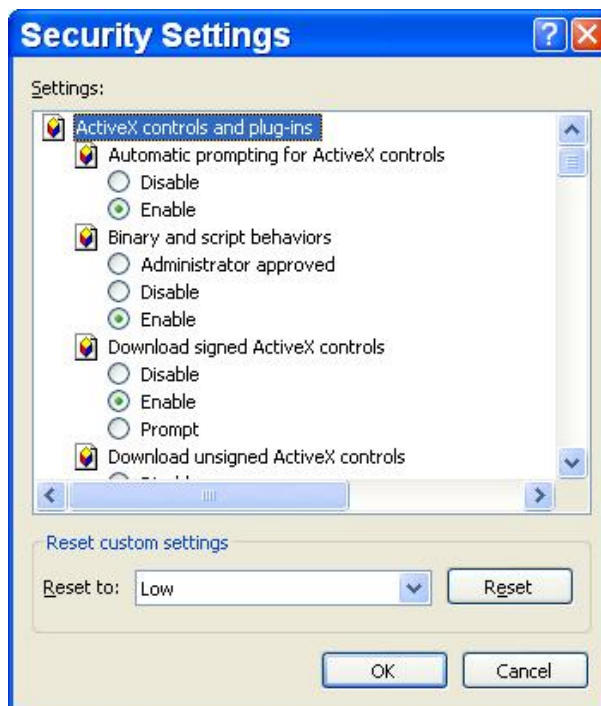 Security Settings
Settings:
ActiveX controls and plug-ins
Automatic prompting for ActiveX controls
Disable
Enable
Binary and script behaviors
Administrator approved
Disable
Enable
Download signed ActiveX controls
Disable
Enable
Prompt
Download unsigned ActiveX controls
Reset custom settings
Reset to: Low Reset
OK Cancel